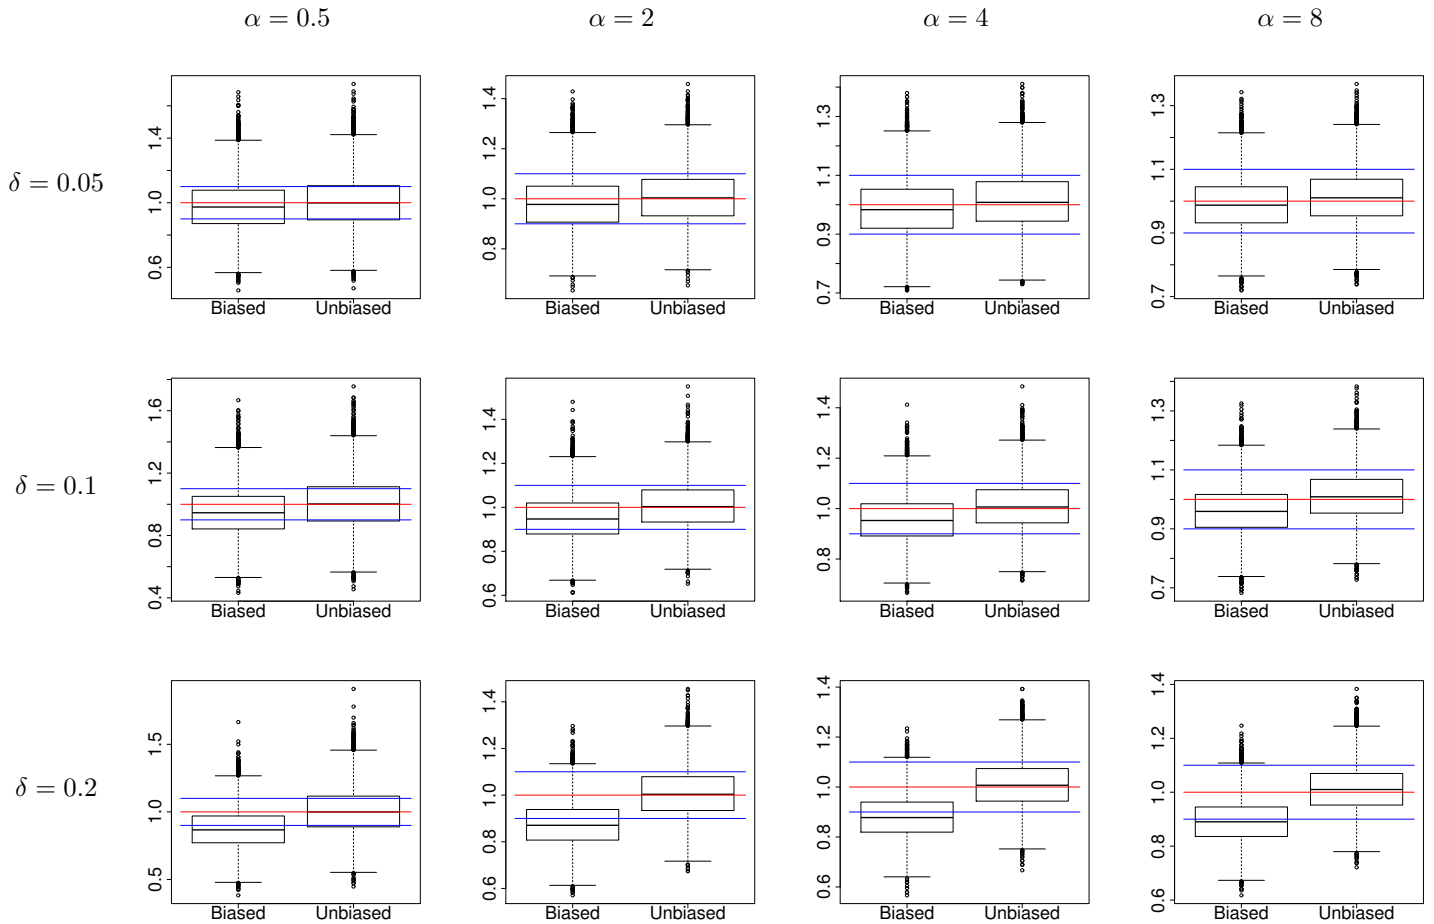 α = 0.5 α = 2 α = 4 α = 8
δ = 0.05
0.6 1.0 1.4
Biased Unbiased
0.8 1.0 1.2 1.4
Biased Unbiased
0.7 0.9 1.1 1.3
Biased Unbiased
0.7 0.9 1.1 1.3
Biased Unbiased
δ = 0.1
0.4 0.8 1.2 1.6
Biased Unbiased
0.6 0.8 1.0 1.2 1.4
Biased Unbiased
0.8 1.0 1.2 1.4
Biased Unbiased
0.7 0.9 1.1 1.3
Biased Unbiased
δ = 0.2
0.5 1.0 1.5
Biased Unbiased
0.6 0.8 1.0 1.2 1.4
Biased Unbiased
0.6 0.8 1.0 1.2 1.4
Biased Unbiased
0.6 0.8 1.0 1.2 1.4
Biased Unbiased